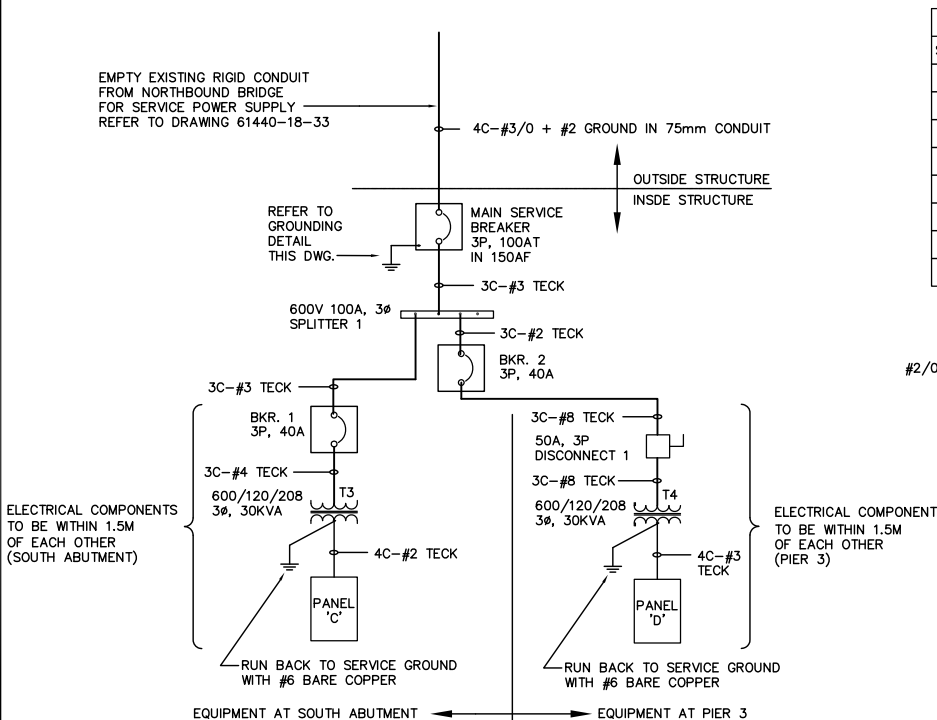 EMPTY EXISTING RIGID CONDUIT
FROM NORTHBOUND BRIDGE
FOR SERVICE POWER SUPPLY
REFER TO DRAWING 61440-18-33
4C-#3/0 + #2 GROUND IN 75mm CONDUIT
OUTSIDE STRUCTURE
INSDE STRUCTURE
REFER TO
GROUNDING
DETAIL
THIS DWG.
MAIN SERVICE
BREAKER
3P, 100AT
IN 150AF
3C-#3 TECK
600V 100A, 3ø
SPLITTER 1
3C-#2 TECK
BKR. 2
3P, 40A
#2/0
3C-#3 TECK
BKR. 1
3P, 40A
3C-#8 TECK
50A, 3P
DISCONNECT 1
3C-#4 TECK
3C-#8 TECK
600/120/208
3ø, 30KVA
T3
600/120/208
3ø, 30KVA
T4
ELECTRICAL COMPONENTS
TO BE WITHIN 1.5M
OF EACH OTHER
(SOUTH ABUTMENT)
ELECTRICAL COMPONENT
TO BE WITHIN 1.5M
OF EACH OTHER
(PIER 3)
4C-#2 TECK
4C-#3
TECK
PANEL
'C'
PANEL
'D'
RUN BACK TO SERVICE GROUND
WITH #6 BARE COPPER
RUN BACK TO SERVICE GROUND
WITH #6 BARE COPPER
EQUIPMENT AT SOUTH ABUTMENT
EQUIPMENT AT PIER 3